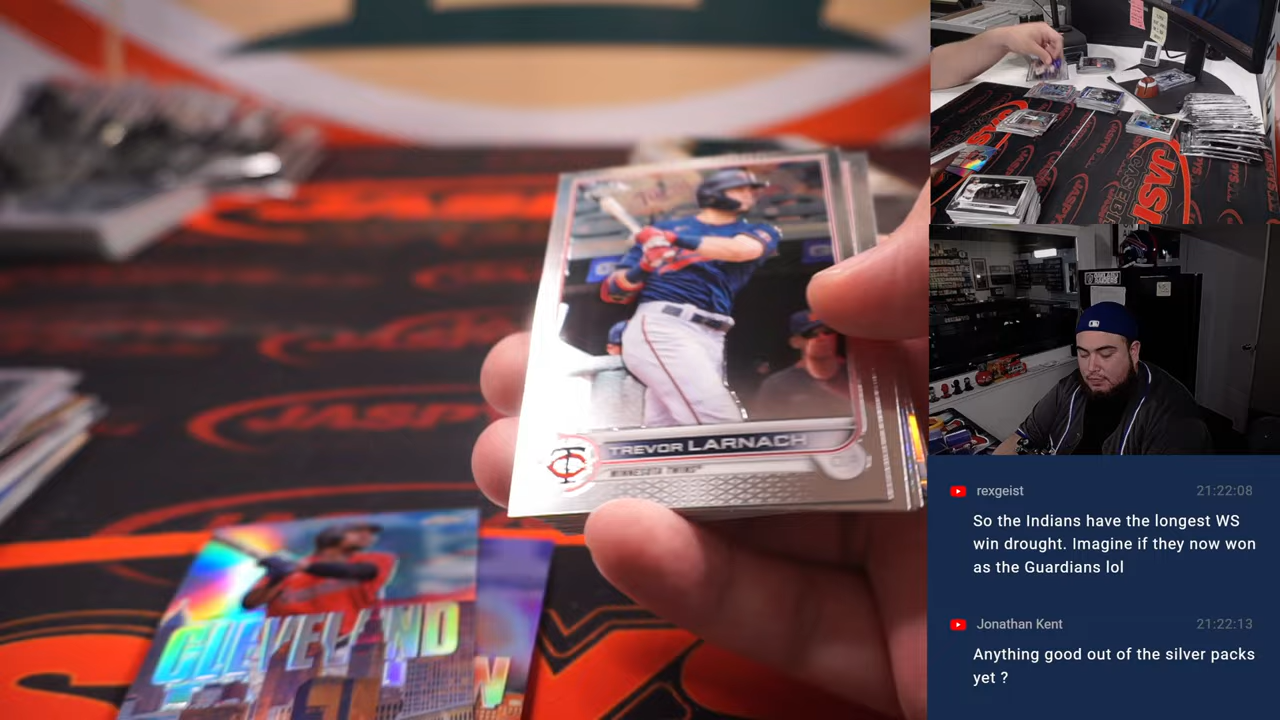 TREVOR LARNACH
MINNESOTA TWINS
CLEVELAND
JASPY'S
JASPY
rexgeist 21:22:08
So the Indians have the longest WS
win drought. Imagine if they now won
as the Guardians lol
Jonathan Kent 21:22:13
Anything good out of the silver packs
yet ?